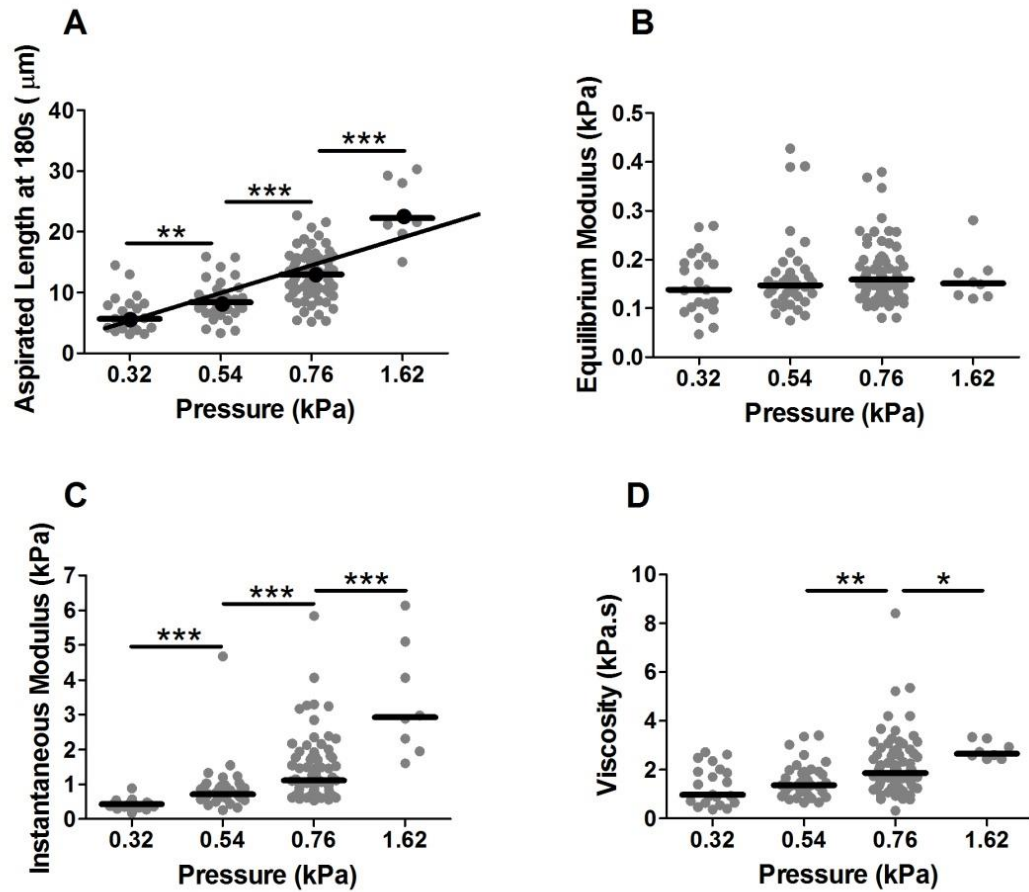 A
Aspirated Length at 180s ( μm)
40
30
20
10
0
**
***
***
0.32 0.54 0.76 1.62
Pressure (kPa)
B
Equilibrium Modulus (kPa)
0.5
0.4
0.3
0.2
0.1
0.0
0.32 0.54 0.76 1.62
Pressure (kPa)
C
Instantaneous Modulus (kPa)
7
6
5
4
3
2
1
0
***
***
***
0.32 0.54 0.76 1.62
Pressure (kPa)
D
Viscosity (kPa.s)
10
8
6
4
2
0
**
*
0.32 0.54 0.76 1.62
Pressure (kPa)